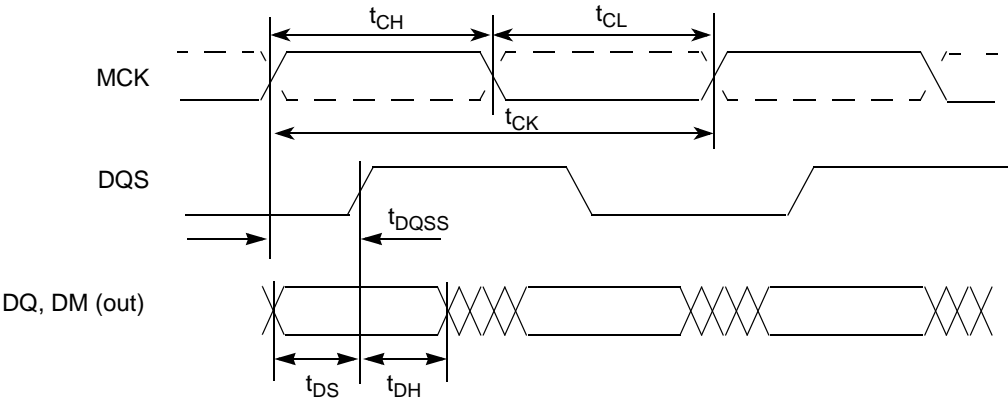 tCH
tCL
MCK
tCK
DQS
tDQSS
DQ, DM (out)
tDS
tDH